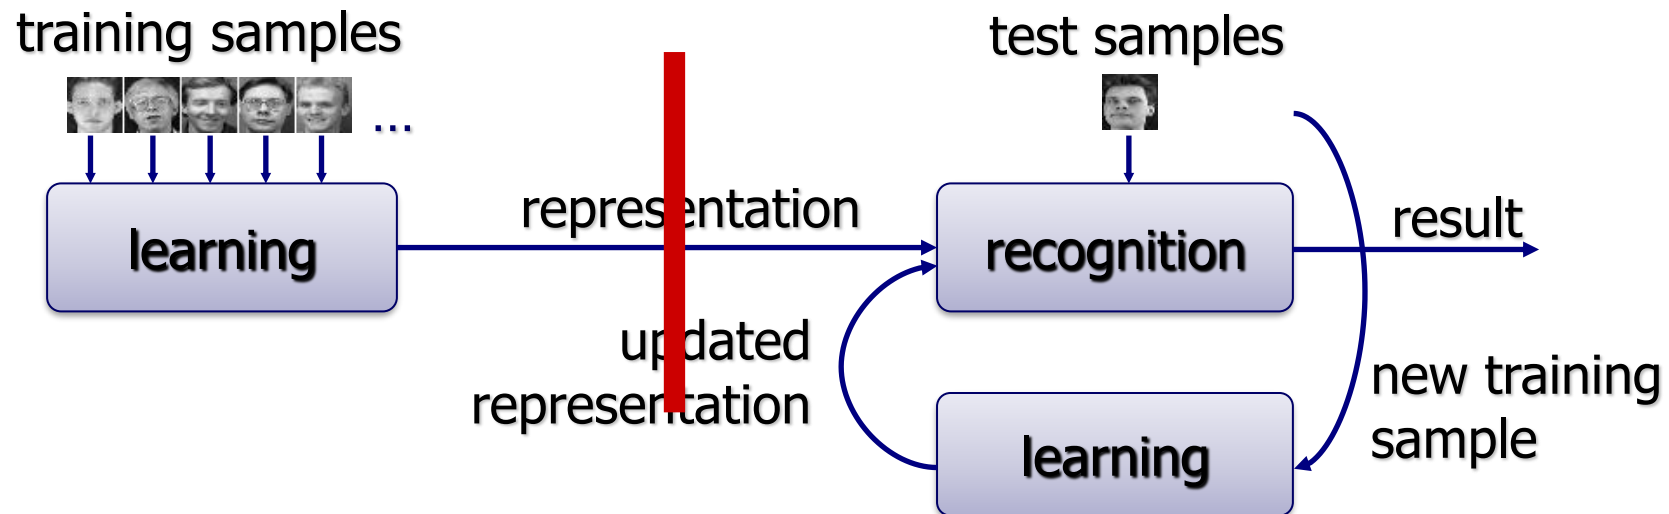 training samples
...
learning
representation
test samples
recognition
result
updated
representation
learning
new training
sample